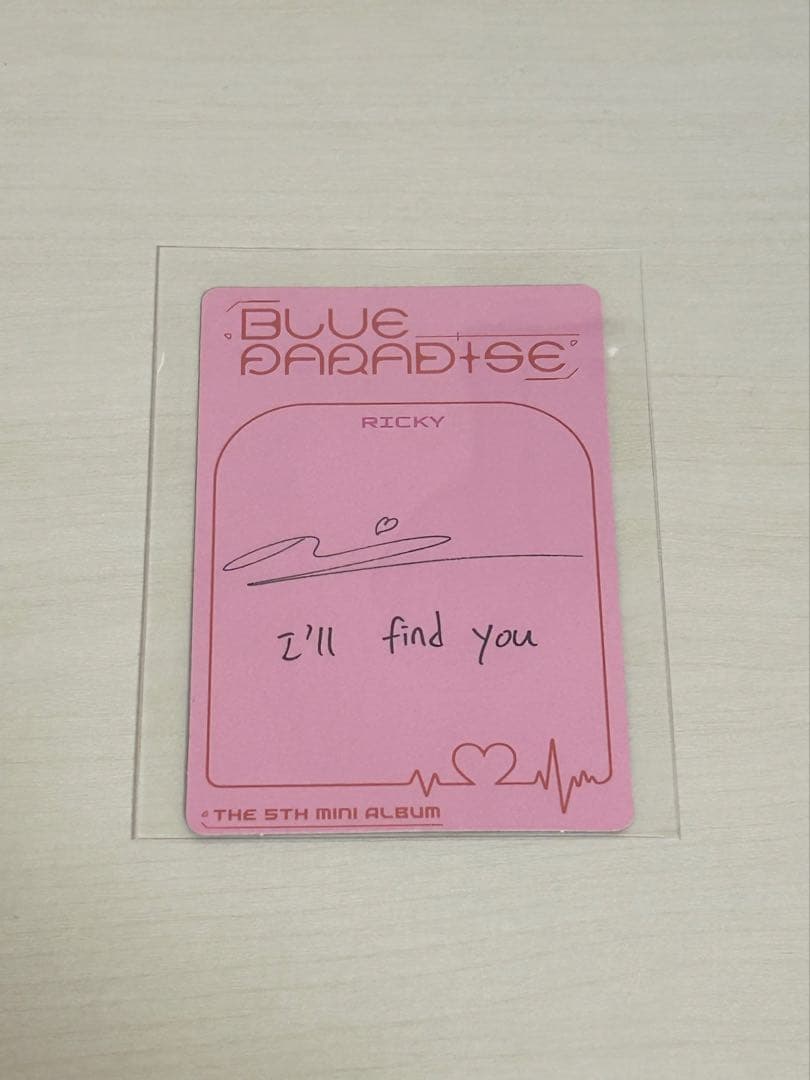 BLUE
PARADISE
RICKY
I'll find you
THE 5TH MINI ALBUM